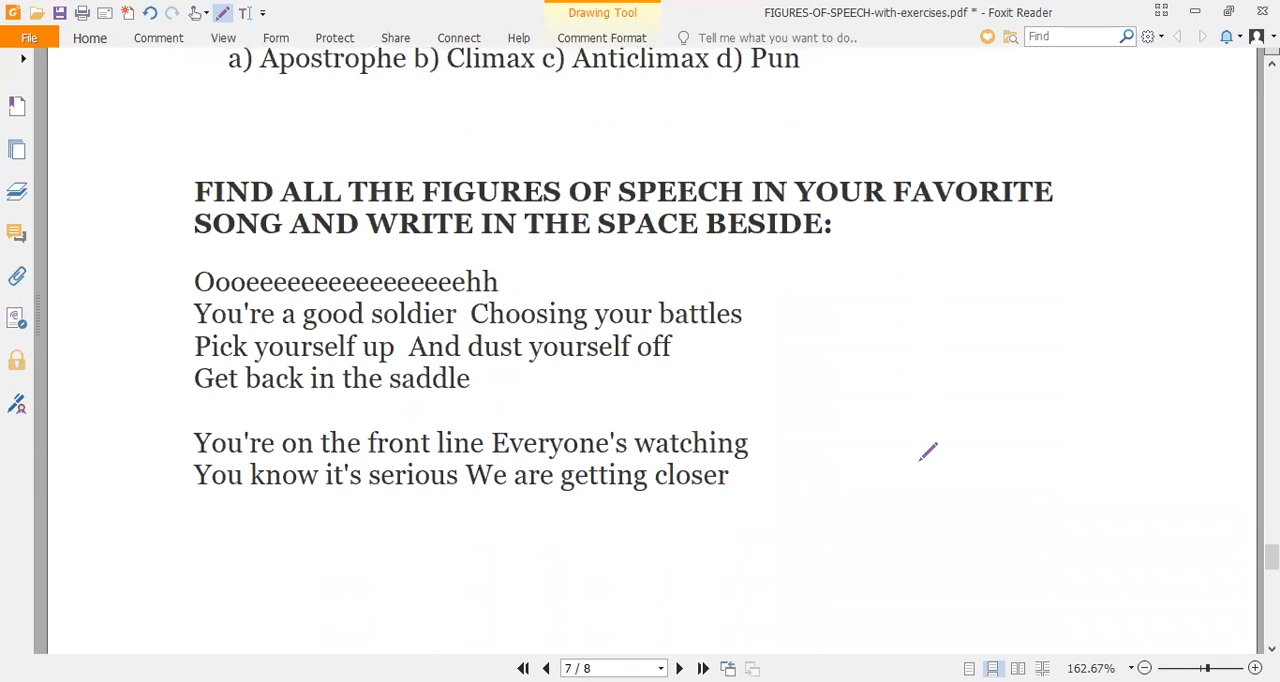 FIGURES-OF-SPEECH-with-exercises.pdf * - Foxit Reader
Drawing Tool
File Home Comment View Form Protect Share Connect Help Comment Format Tell me what you want to do.. Find
a) Apostrophe b) Climax c) Anticlimax d) Pun
FIND ALL THE FIGURES OF SPEECH IN YOUR FAVORITE
SONG AND WRITE IN THE SPACE BESIDE:
Oooeeeeeeeeeeeeeeeehh
You're a good soldier Choosing your battles
Pick yourself up And dust yourself off
Get back in the saddle
You're on the front line Everyone's watching
You know it's serious We are getting closer
7 / 8
162.67%